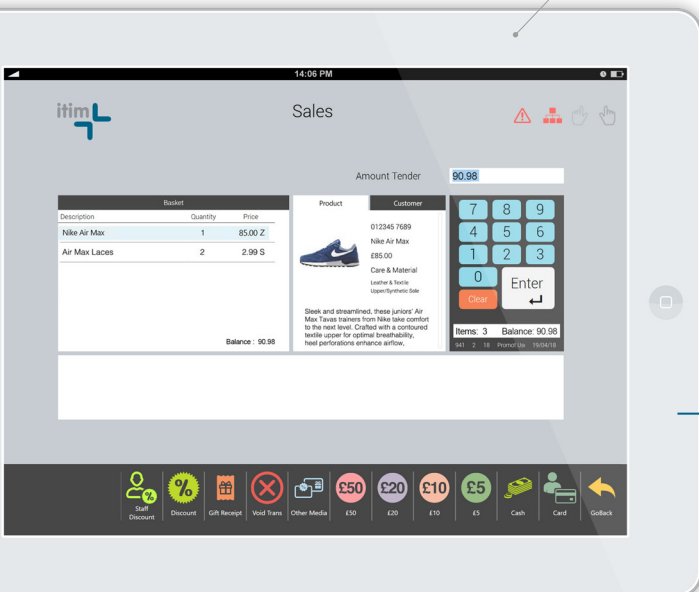 14:06 PM
itim
Sales
Amount Tender
90.98
Basket
Description Quantity Price
Nike Air Max 1 85.00 Z
Air Max Laces 2 2.99 S
Balance : 90.98
Product Customer
012345 7689
Nike Air Max
£85.00
Care & Material
Leather & Textile
Upper/Synthetic Sole
Sleek and streamlined, these juniors' Air
Max Tavas trainers from Nike take comfort
to the next level. Crafted with a contoured
textile upper for optimal breathability,
heel perforations enhance airflow,
7 8 9
4 5 6
1 2 3
0 Enter
Clear
Items: 3 Balance: 90.98
941 2 18 Promot'Ua 19/04/18
%
%
£50 £20 £10 £5
Staff
Discount
Discount
Gift Receipt
Void Trans
Other Media
£50
£20
£10
£5
Cash
Card
GoBack